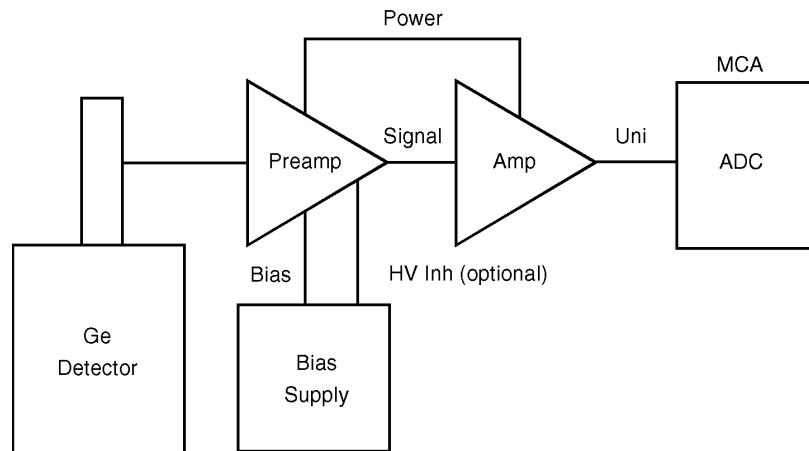 Power
MCA
Preamp
Signal
Amp
Uni
ADC
Bias
HV Inh (optional)
Ge
Detector
Bias
Supply